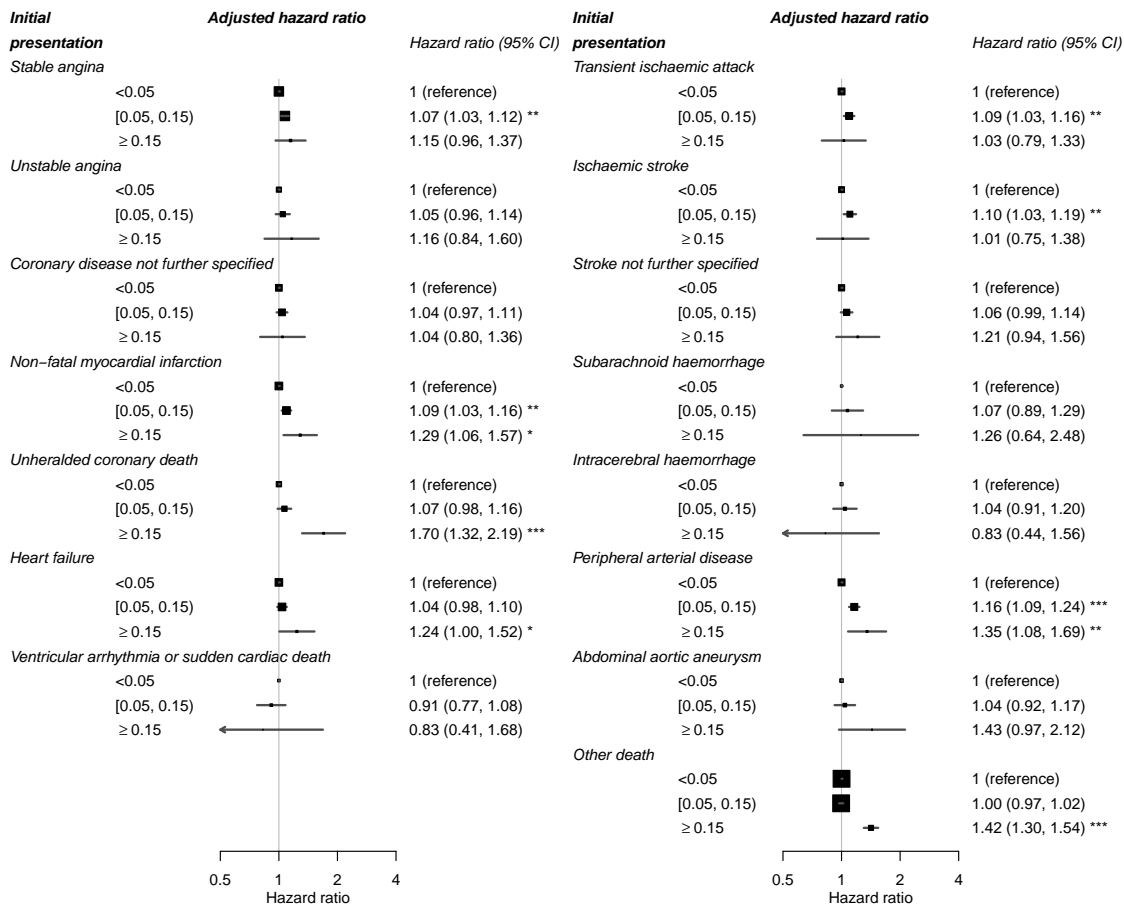 Initial
presentation
Adjusted hazard ratio
Hazard ratio (95% CI)
Stable angina
<0.05 1 (reference)
[0.05, 0.15) 1.07 (1.03, 1.12) **
≥ 0.15 1.15 (0.96, 1.37)
Unstable angina
<0.05 1 (reference)
[0.05, 0.15) 1.05 (0.96, 1.14)
≥ 0.15 1.16 (0.84, 1.60)
Coronary disease not further specified
<0.05 1 (reference)
[0.05, 0.15) 1.04 (0.97, 1.11)
≥ 0.15 1.04 (0.80, 1.36)
Non−fatal myocardial infarction
<0.05 1 (reference)
[0.05, 0.15) 1.09 (1.03, 1.16) **
≥ 0.15 1.29 (1.06, 1.57) *
Unheralded coronary death
<0.05 1 (reference)
[0.05, 0.15) 1.07 (0.98, 1.16)
≥ 0.15 1.70 (1.32, 2.19) ***
Heart failure
<0.05 1 (reference)
[0.05, 0.15) 1.04 (0.98, 1.10)
≥ 0.15 1.24 (1.00, 1.52) *
Ventricular arrhythmia or sudden cardiac death
<0.05 1 (reference)
[0.05, 0.15) 0.91 (0.77, 1.08)
≥ 0.15 0.83 (0.41, 1.68)
0.5 1 2 4
Hazard ratio
Initial
presentation
Adjusted hazard ratio
Hazard ratio (95% CI)
Transient ischaemic attack
<0.05 1 (reference)
[0.05, 0.15) 1.09 (1.03, 1.16) **
≥ 0.15 1.03 (0.79, 1.33)
Ischaemic stroke
<0.05 1 (reference)
[0.05, 0.15) 1.10 (1.03, 1.19) **
≥ 0.15 1.01 (0.75, 1.38)
Stroke not further specified
<0.05 1 (reference)
[0.05, 0.15) 1.06 (0.99, 1.14)
≥ 0.15 1.21 (0.94, 1.56)
Subarachnoid haemorrhage
<0.05 1 (reference)
[0.05, 0.15) 1.07 (0.89, 1.29)
≥ 0.15 1.26 (0.64, 2.48)
Intracerebral haemorrhage
<0.05 1 (reference)
[0.05, 0.15) 1.04 (0.91, 1.20)
≥ 0.15 0.83 (0.44, 1.56)
Peripheral arterial disease
<0.05 1 (reference)
[0.05, 0.15) 1.16 (1.09, 1.24) ***
≥ 0.15 1.35 (1.08, 1.69) **
Abdominal aortic aneurysm
<0.05 1 (reference)
[0.05, 0.15) 1.04 (0.92, 1.17)
≥ 0.15 1.43 (0.97, 2.12)
Other death
<0.05 1 (reference)
[0.05, 0.15) 1.00 (0.97, 1.02)
≥ 0.15 1.42 (1.30, 1.54) ***
0.5 1 2 4
Hazard ratio